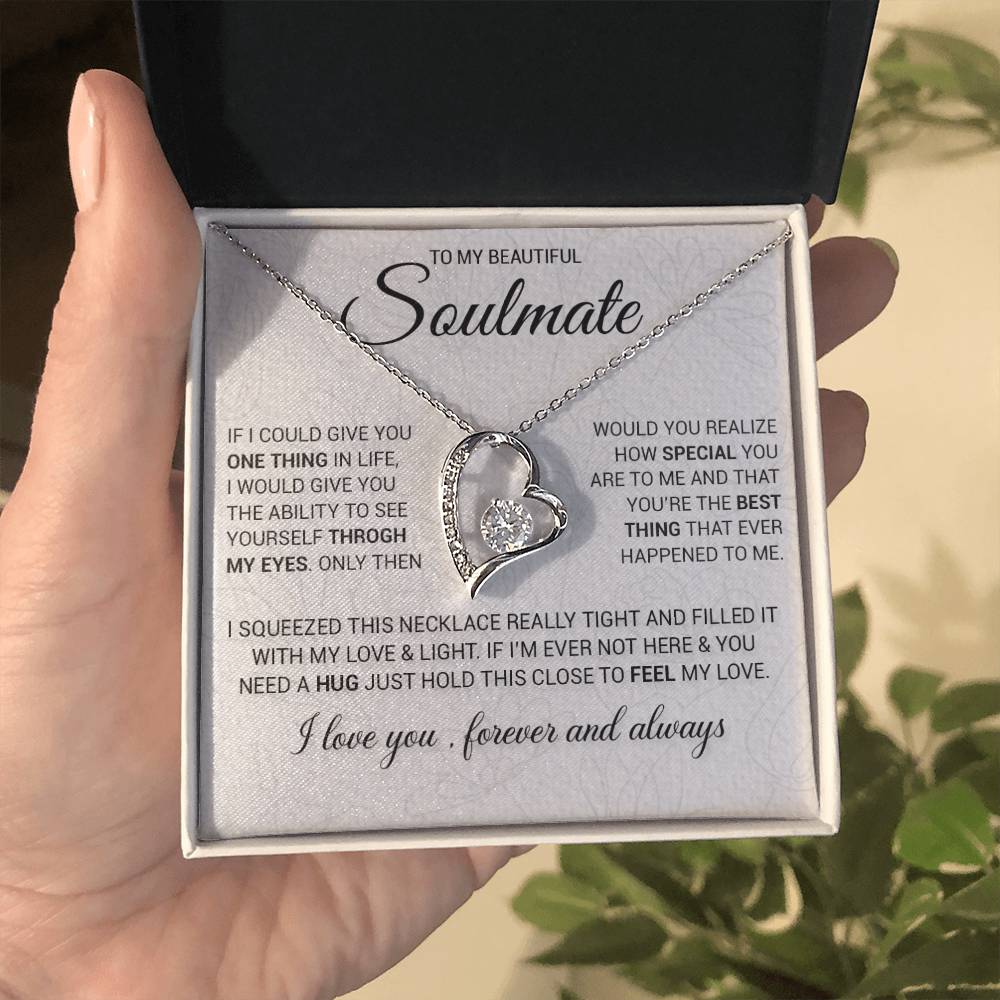 TO MY BEAUTIFUL
Soulmate
IF I COULD GIVE YOU
ONE THING IN LIFE,
I WOULD GIVE YOU
THE ABILITY TO SEE
YOURSELF THROGH
MY EYES. ONLY THEN
WOULD YOU REALIZE
HOW SPECIAL YOU
ARE TO ME AND THAT
YOU'RE THE BEST
THING THAT EVER
HAPPENED TO ME.
I SQUEEZED THIS NECKLACE REALLY TIGHT AND FILLED IT
WITH MY LOVE & LIGHT. IF I'M EVER NOT HERE & YOU
NEED A HUG JUST HOLD THIS CLOSE TO FEEL MY LOVE.
I love you , forever and always